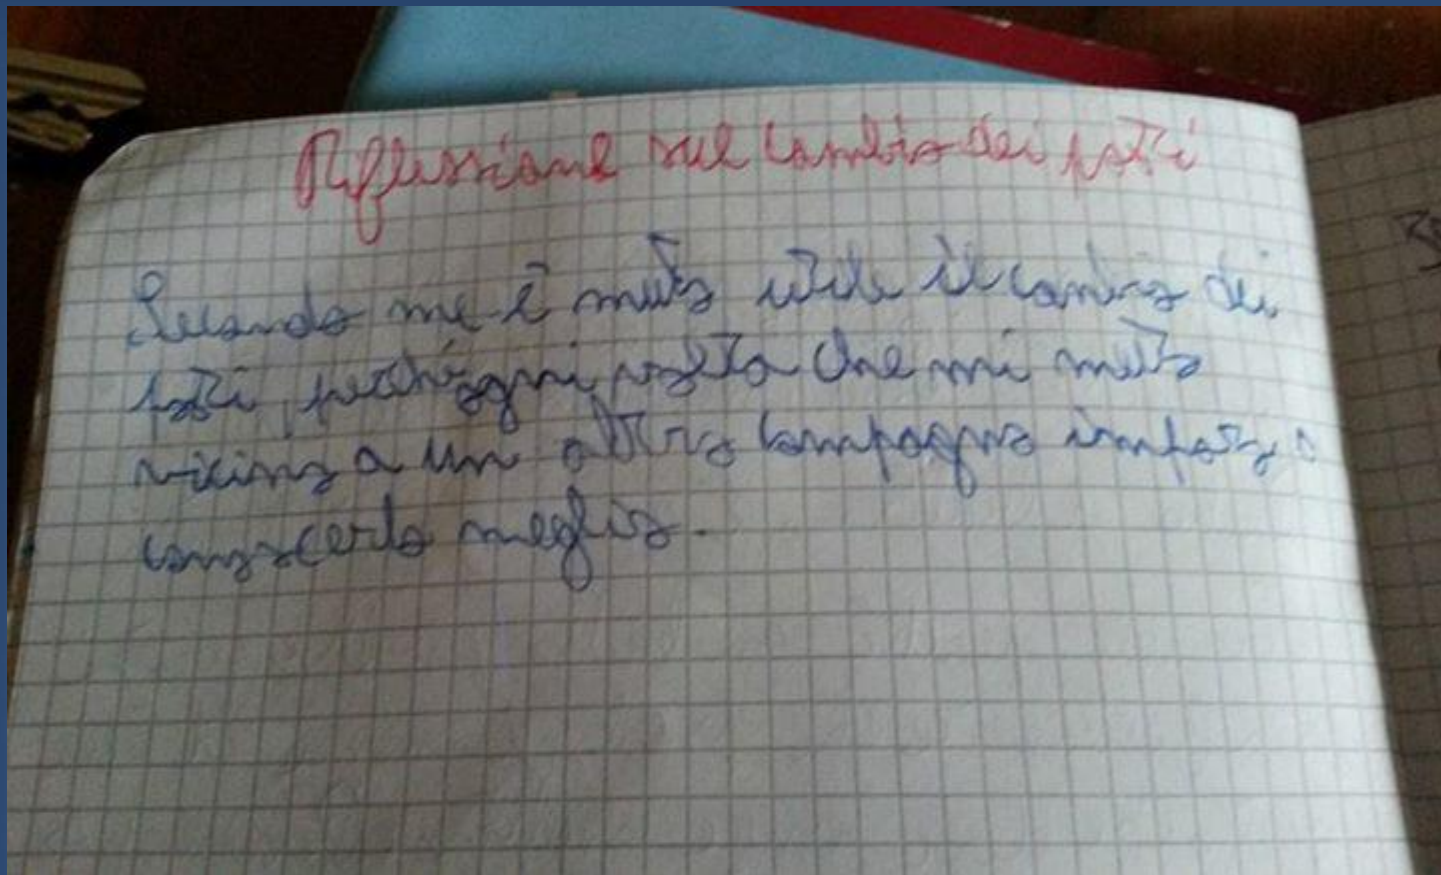 Riflessione sul cambio dei posti
Secondo me è molto utile il cambio dei
posti, perché ogni volta che mi metto
vicino a un altro compagno imparo a
conoscerlo meglio.